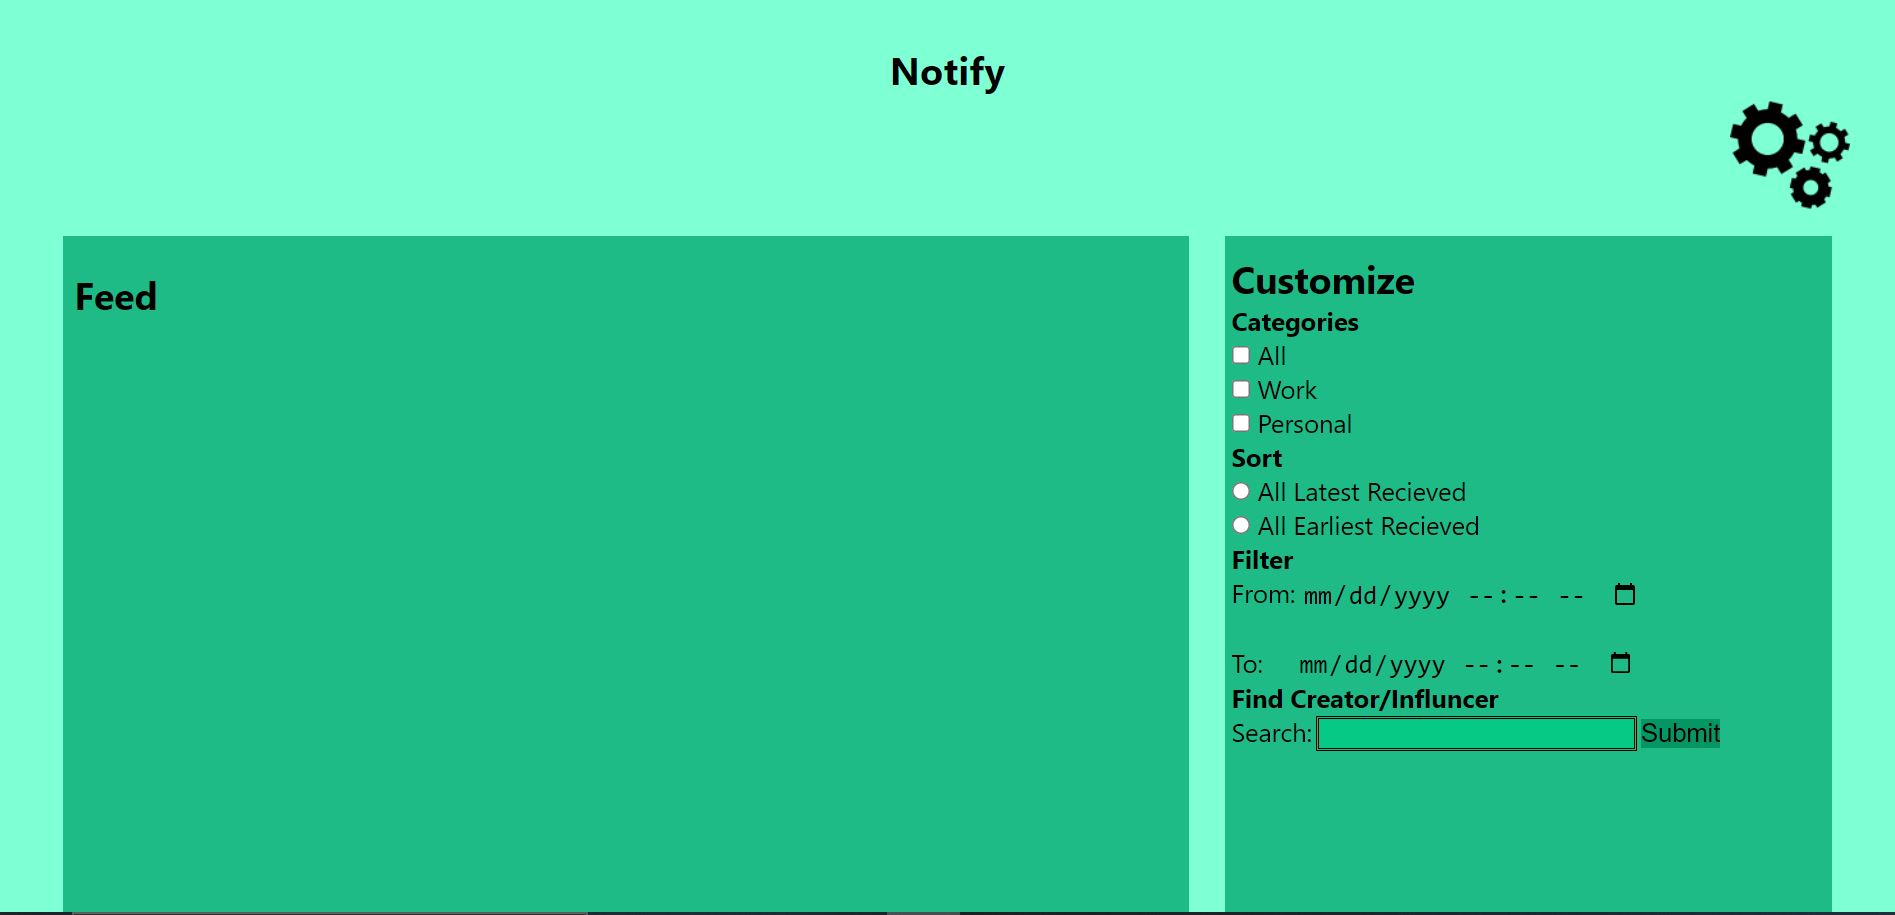 Notify
Feed
Customize
Categories
All
Work
Personal
Sort
All Latest Recieved
All Earliest Recieved
Filter
From: mm/dd/yyyy --:-- --
To: mm/dd/yyyy --:-- --
Find Creator/Influncer
Search: Submit